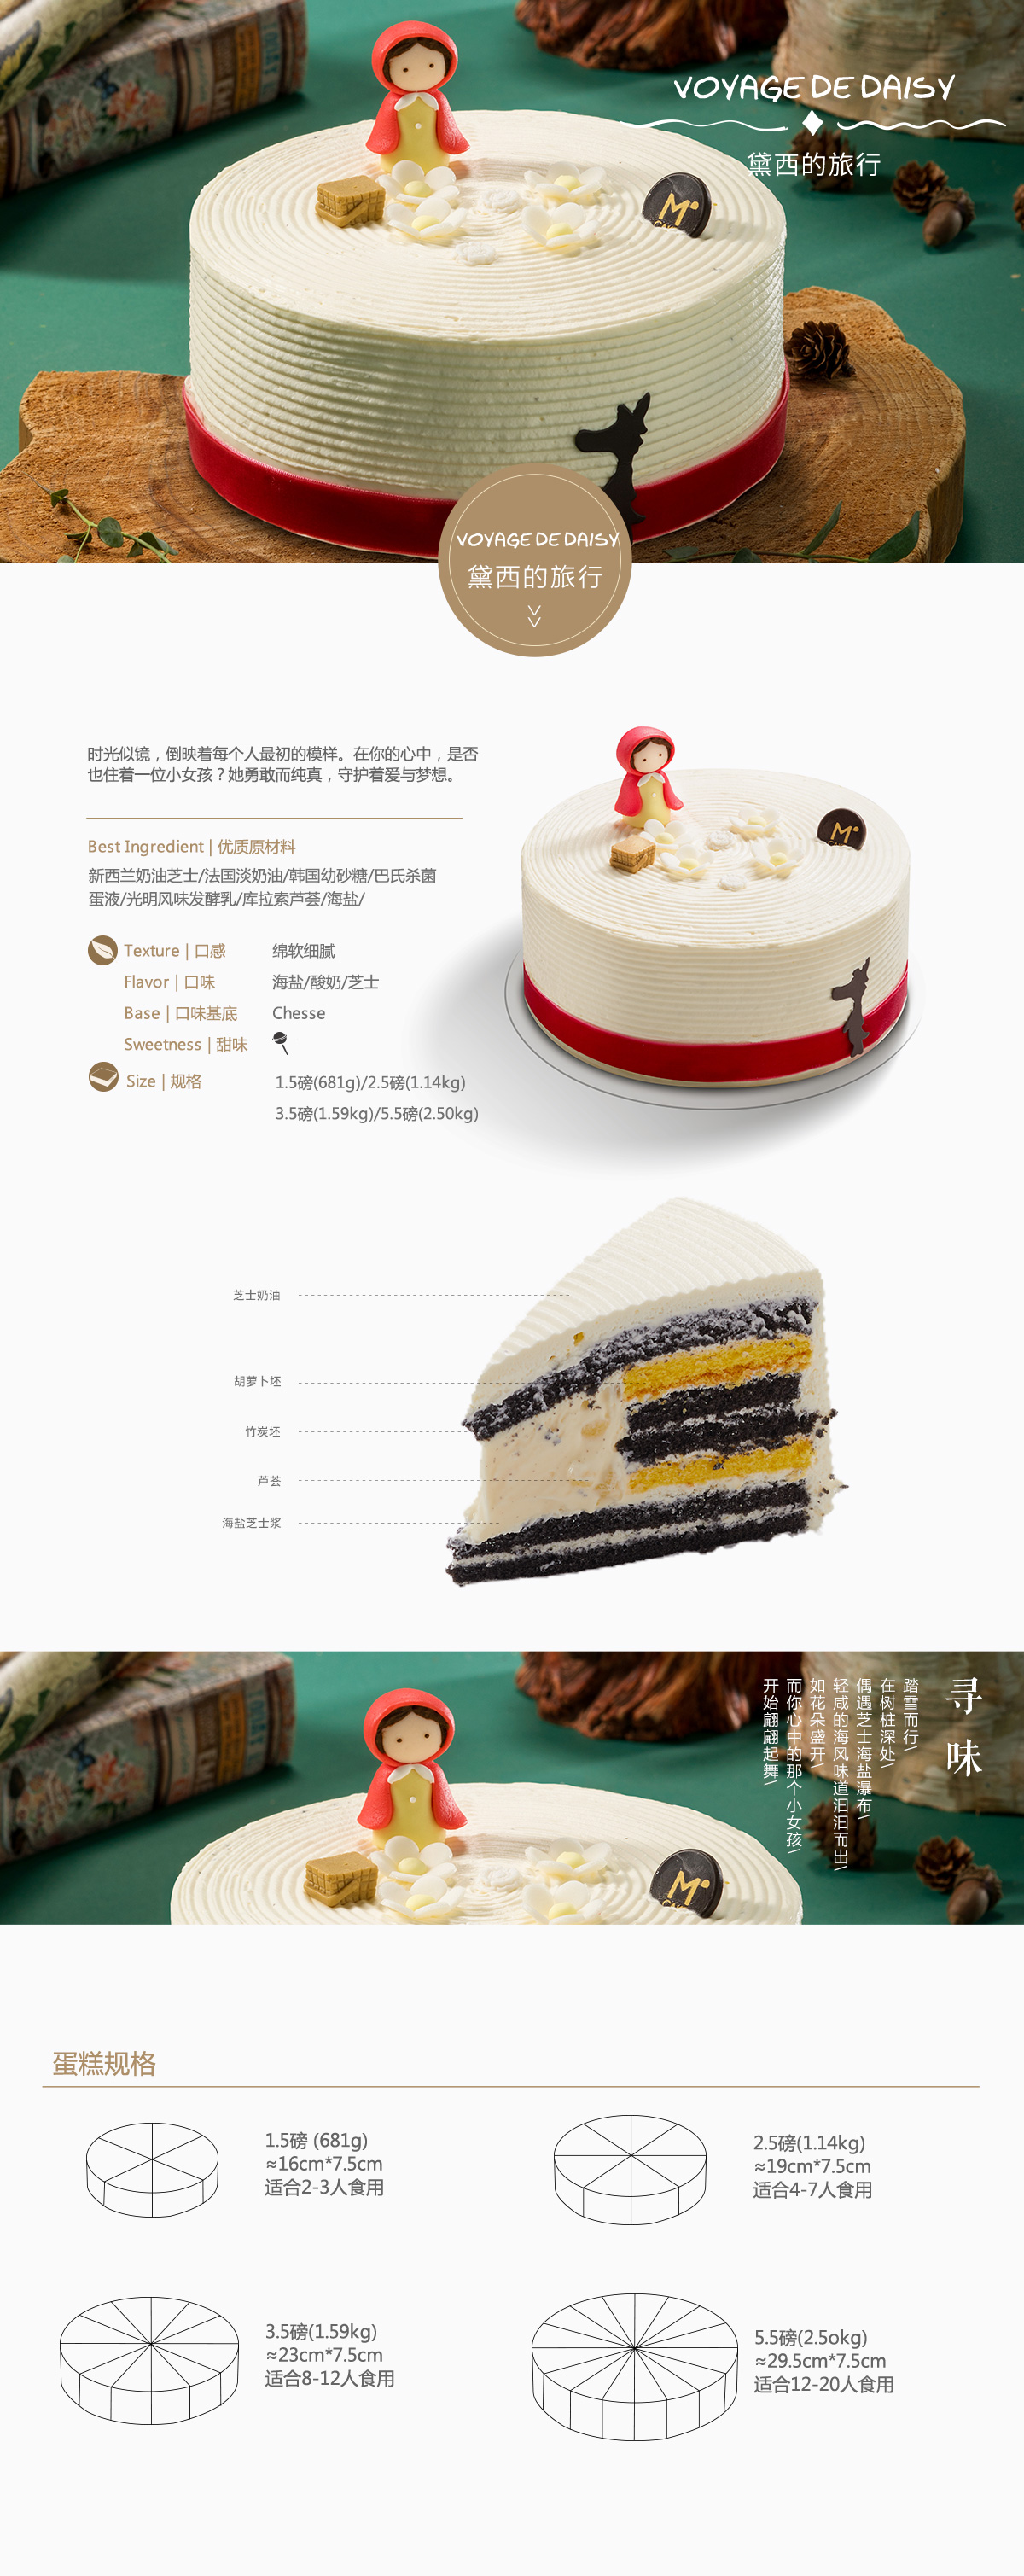 VOYAGE DE DAISY
黛西的旅行
M
VOYAGE DE DAISY
黛西的旅行
时光似镜，倒映着每个人最初的模样。在你的心中，是否
也住着一位小女孩？她勇敢而纯真，守护着爱与梦想。
M
Best Ingredient | 优质原材料
新西兰奶油芝士/法国淡奶油/韩国幼砂糖/巴氏杀菌
蛋液/光明风味发酵乳/库拉索芦荟/海盐/
Texture | 口感 绵软细腻
Flavor | 口味 海盐/酸奶/芝士
Base | 口味基底 Chesse
Sweetness | 甜味
Size | 规格 1.5磅(681g)/2.5磅(1.14kg)
3.5磅(1.59kg)/5.5磅(2.50kg)
芝士奶油
胡萝卜坯
竹炭坯
芦荟
海盐芝士浆
寻味
踏雪而行/
在树桩深处/
偶遇芝士海盐瀑布/
轻咸的海风味道汩汩而出/
如花朵盛开/
而你心中的那个小女孩/
开始翩翩起舞/
M
蛋糕规格
1.5磅 (681g)
≈16cm*7.5cm
适合2-3人食用
2.5磅(1.14kg)
≈19cm*7.5cm
适合4-7人食用
3.5磅(1.59kg)
≈23cm*7.5cm
适合8-12人食用
5.5磅(2.5okg)
≈29.5cm*7.5cm
适合12-20人食用